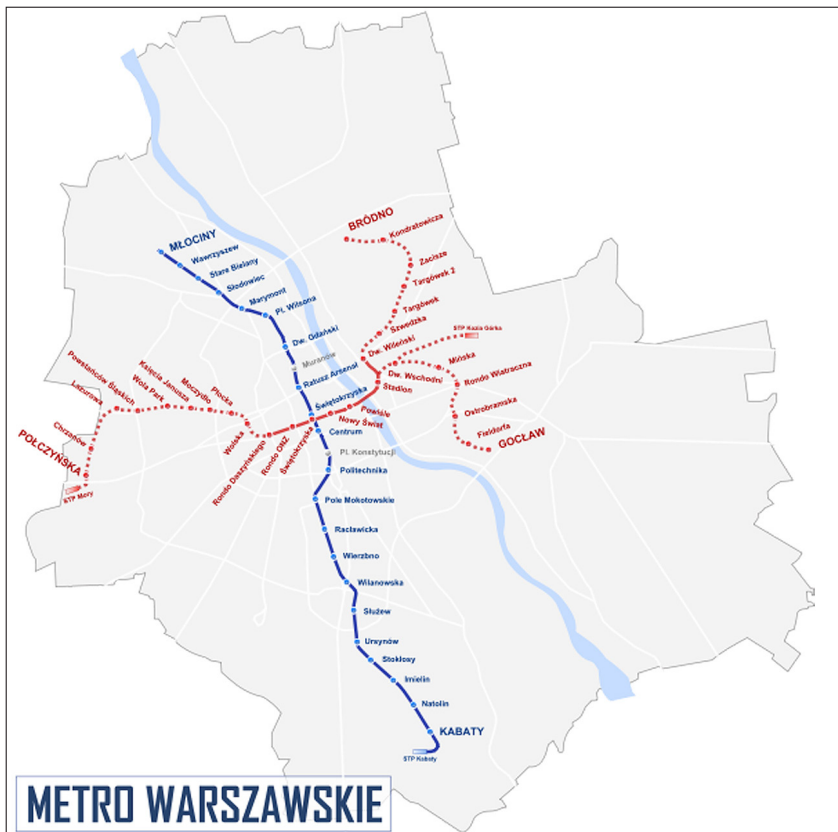 BRÓDNO
Kondratowicza
MŁOCINY
Wawrzyszew
Zacisze
Stare Bielany
Targówek 2
Słodowiec
Marymont
Targówek
Pl. Wilsona
Szwedzka
STP Kozia Górka
Dw. Gdański
Dw. Wileński
Mińska
Muranów
Dw. Wschodni
Rondo Wiatraczna
Ratusz Arsenał
Stadion
Powstańców Śląskich
Księcia Janusza
Lazurowa
Wola Park
Moczydło
Płocka
Świętokrzyska
Powiśle
Ostrobramska
Nowy Świat
Chrzanów
Wolska
Fieldorfa
Centrum
GOCŁAW
Rondo Daszyńskiego
Rondo ONZ
Świętokrzyska
POŁCZYŃSKA
Pl. Konstytucji
Politechnika
STP Mory
Pole Mokotowskie
Racławicka
Wierzbno
Wilanowska
Służew
Ursynów
Stokłosy
Imielin
Natolin
KABATY
STP Kabaty
METRO WARSZAWSKIE